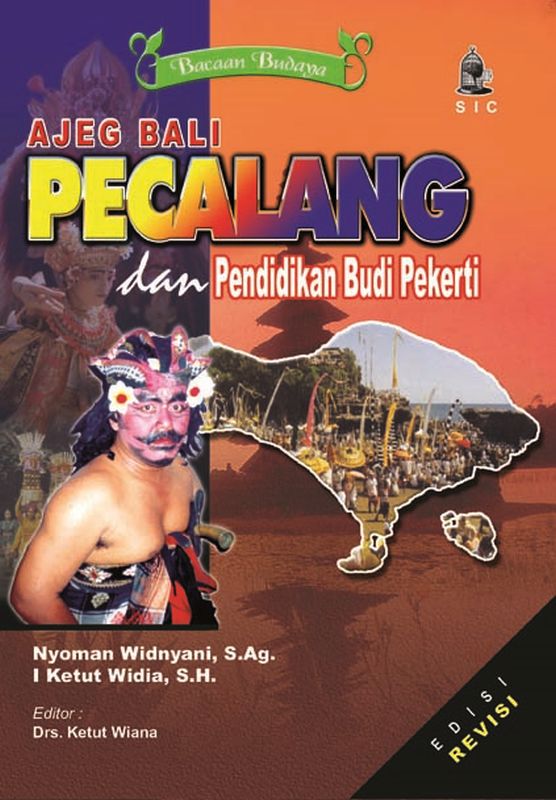 Bacaan Budaya
SIC
AJEG BALI
PECALANG
dan Pendidikan Budi Pekerti
Nyoman Widnyani, S.Ag.
I Ketut Widia, S.H.
Editor :
Drs. Ketut Wiana
EDISI
REVISI